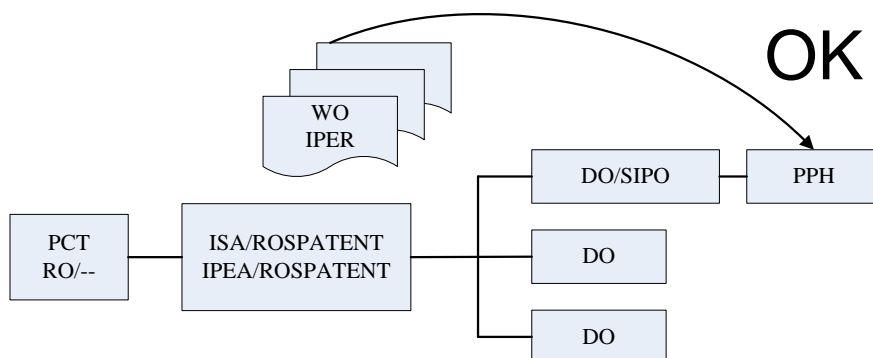 OK
WO
IPER
DO/SIPO
PPH
PCT
RO/--
ISA/ROSPATENT
IPEA/ROSPATENT
DO
DO